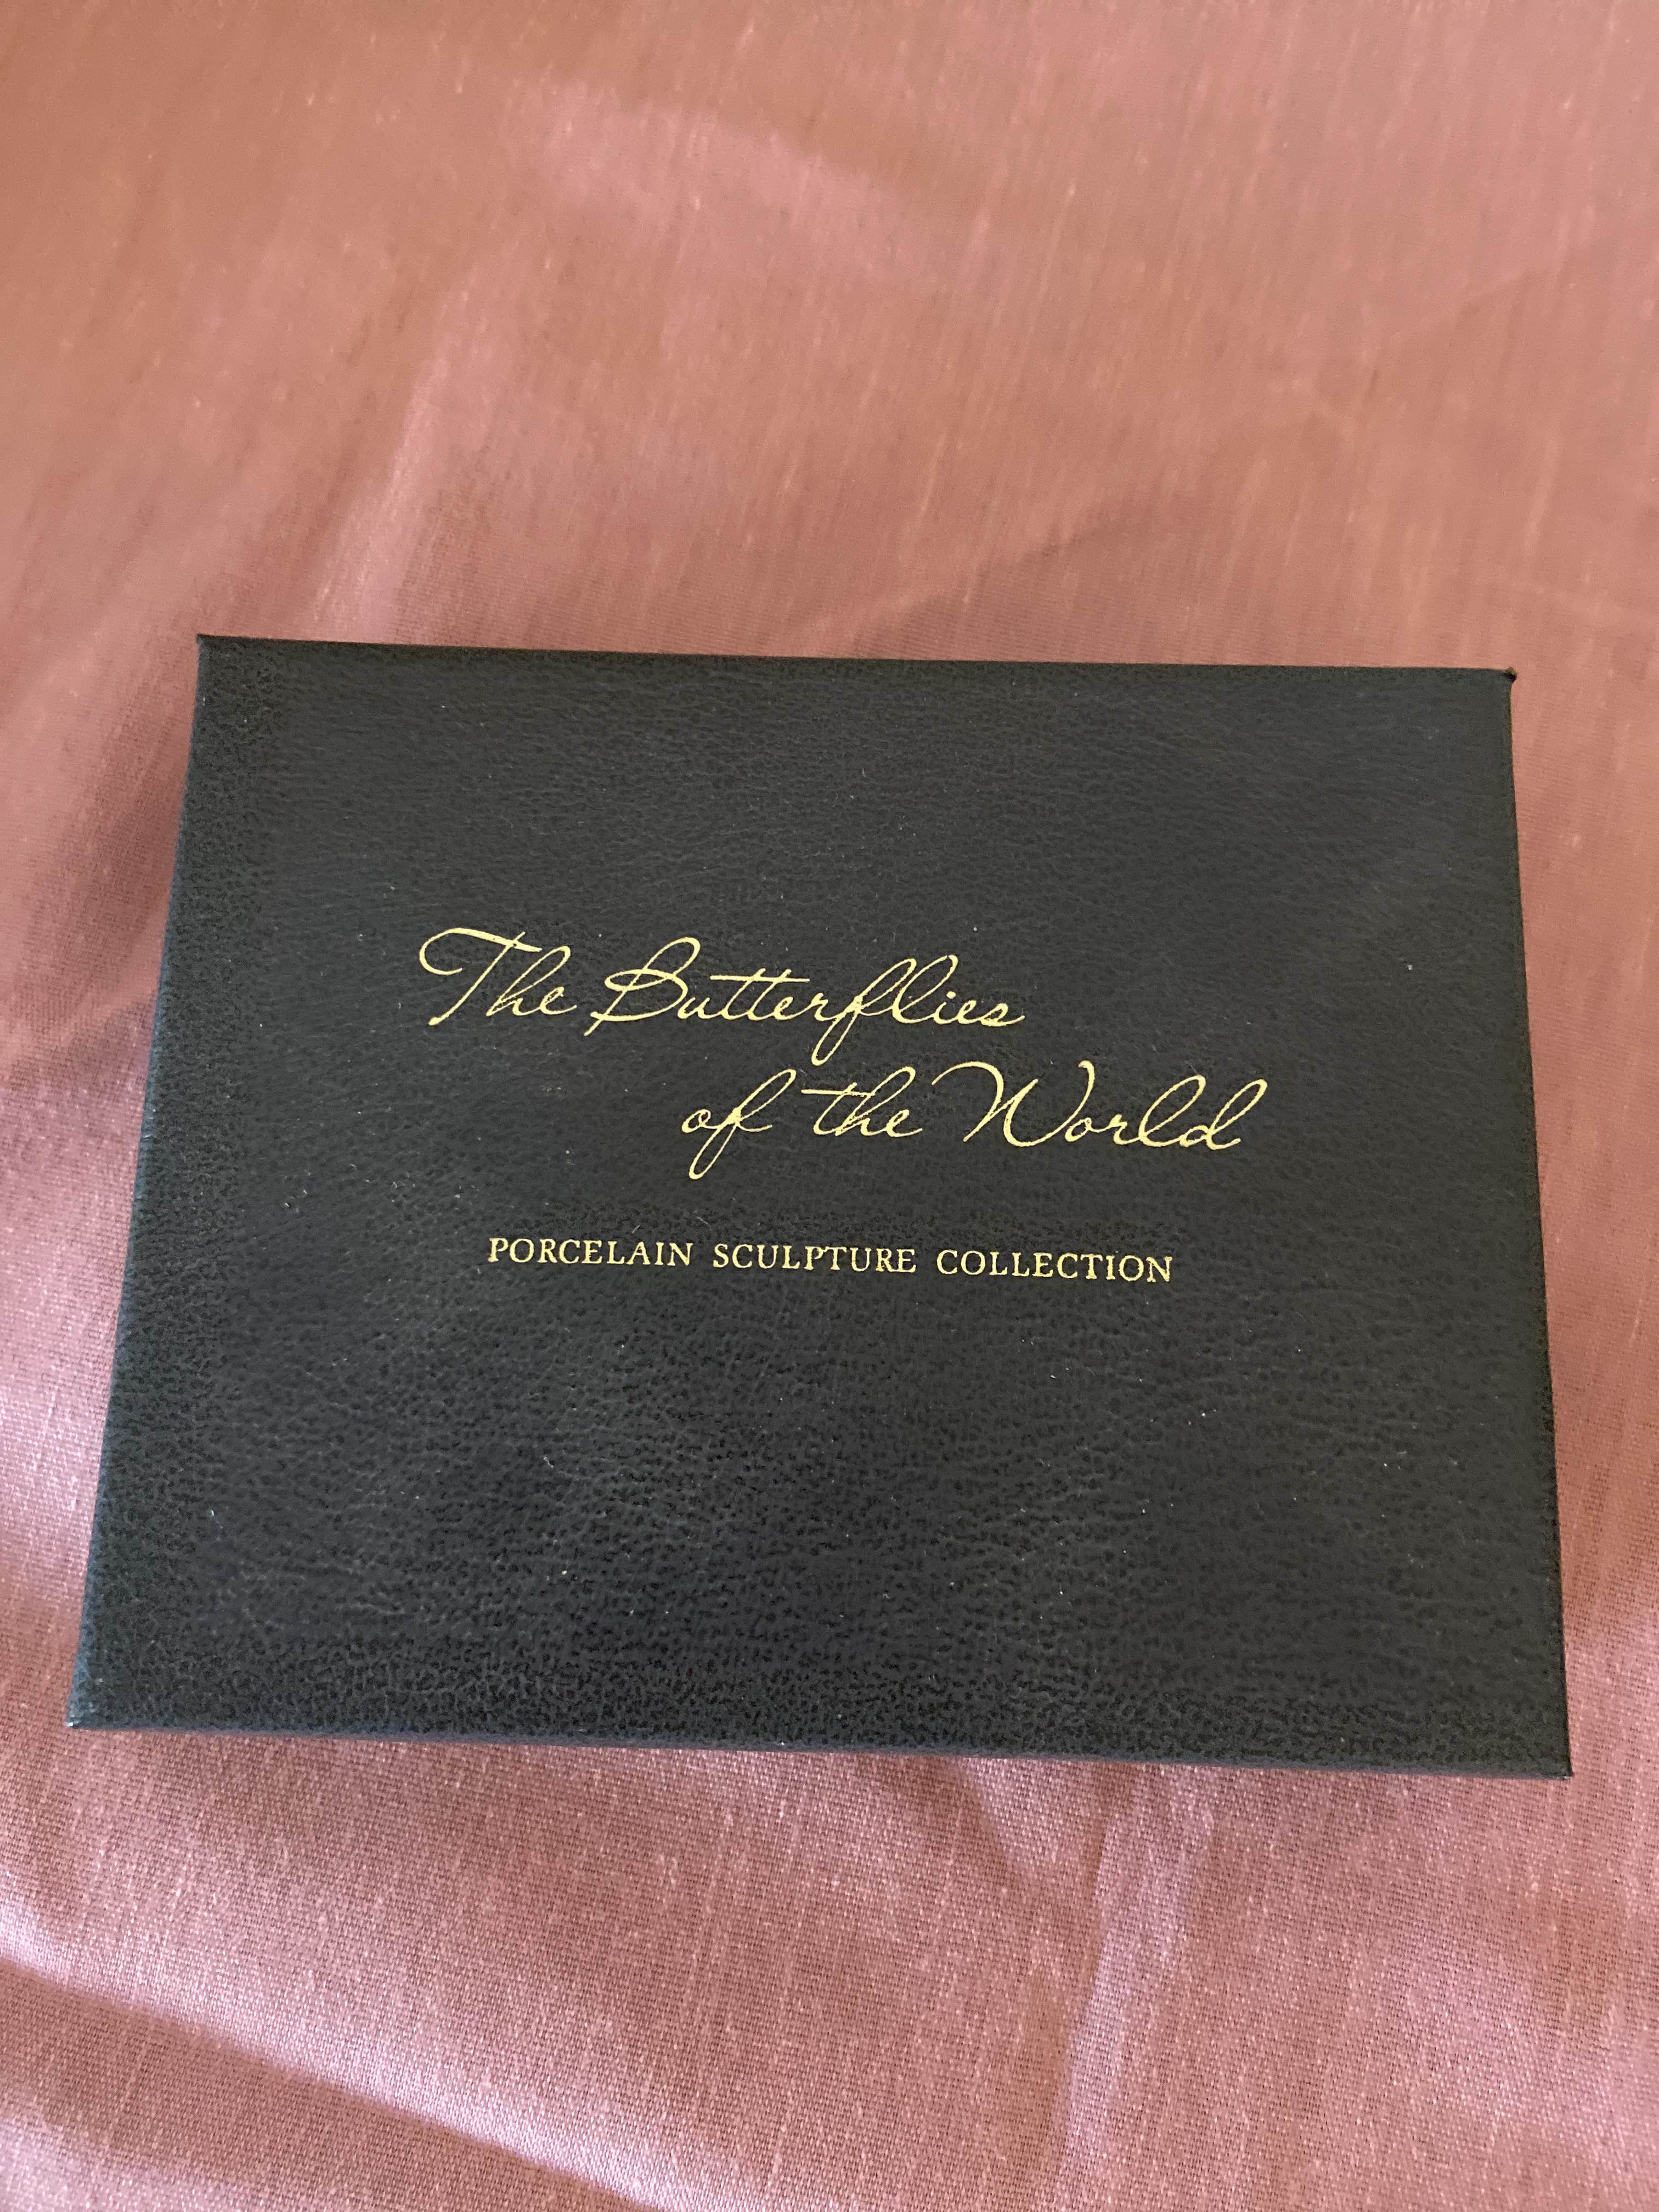 The Butterflies
of the World
PORCELAIN SCULPTURE COLLECTION